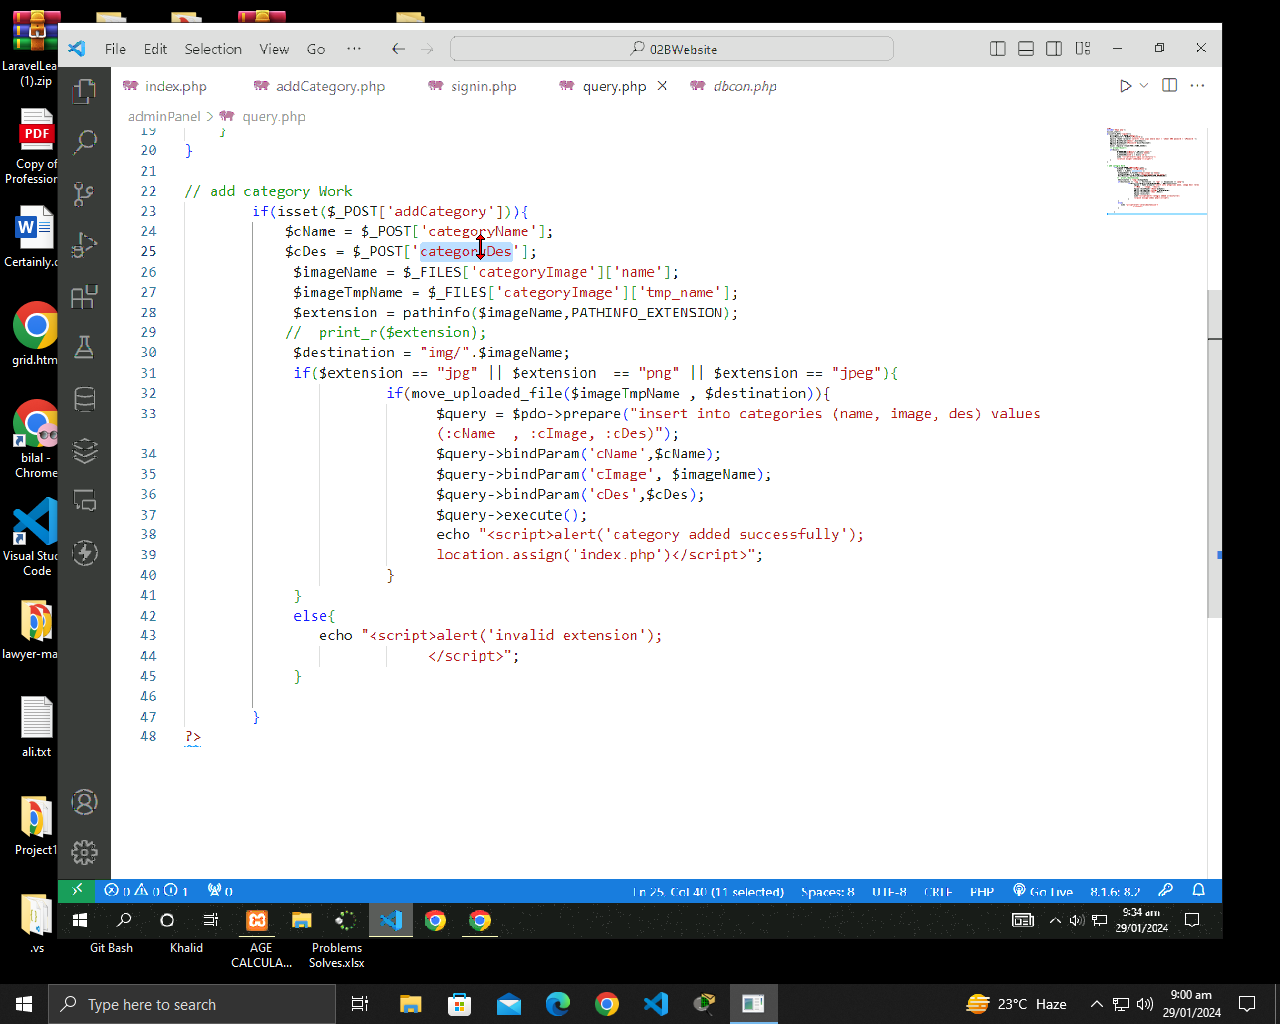 LaravelLea
(1).zip
File Edit Selection View Go ···
02BWebsite
index.php addCategory.php signin.php query.php dbcon.php
adminPanel > query.php
PDF
Copy of
Profession
Certainly.c
grid.htm
bilal -
Chrome
Visual Stud
Code
lawyer-ma
ali.txt
Project1
.vs
19 }
20 }
21
22 // add category Work
23 if(isset($_POST['addCategory'])){
24 $cName = $_POST['categoryName'];
25 $cDes = $_POST['categoryDes'];
26 $imageName = $_FILES['categoryImage']['name'];
27 $imageTmpName = $_FILES['categoryImage']['tmp_name'];
28 $extension = pathinfo($imageName,PATHINFO_EXTENSION);
29 //  print_r($extension);
30 $destination = "img/".$imageName;
31 if($extension == "jpg" || $extension  == "png" || $extension == "jpeg"){
32 if(move_uploaded_file($imageTmpName , $destination)){
33 $query = $pdo->prepare("insert into categories (name, image, des) values
(:cName  , :cImage, :cDes)");
34 $query->bindParam('cName',$cName);
35 $query->bindParam('cImage', $imageName);
36 $query->bindParam('cDes',$cDes);
37 $query->execute();
38 echo "<script>alert('category added successfully');
39 location.assign('index.php')</script>";
40 }
41 }
42 else{
43 echo "<script>alert('invalid extension');
44 </script>";
45 }
46
47 }
48 ?>
0 0 1 0 Ln 25, Col 40 (11 selected) Spaces: 8 UTF-8 CRLF PHP Go Live 8.1.6: 8.2
9:34 am
29/01/2024
Git Bash Khalid AGE
CALCULA... Problems
Solves.xlsx
Type here to search
23°C Haze
9:00 am
29/01/2024